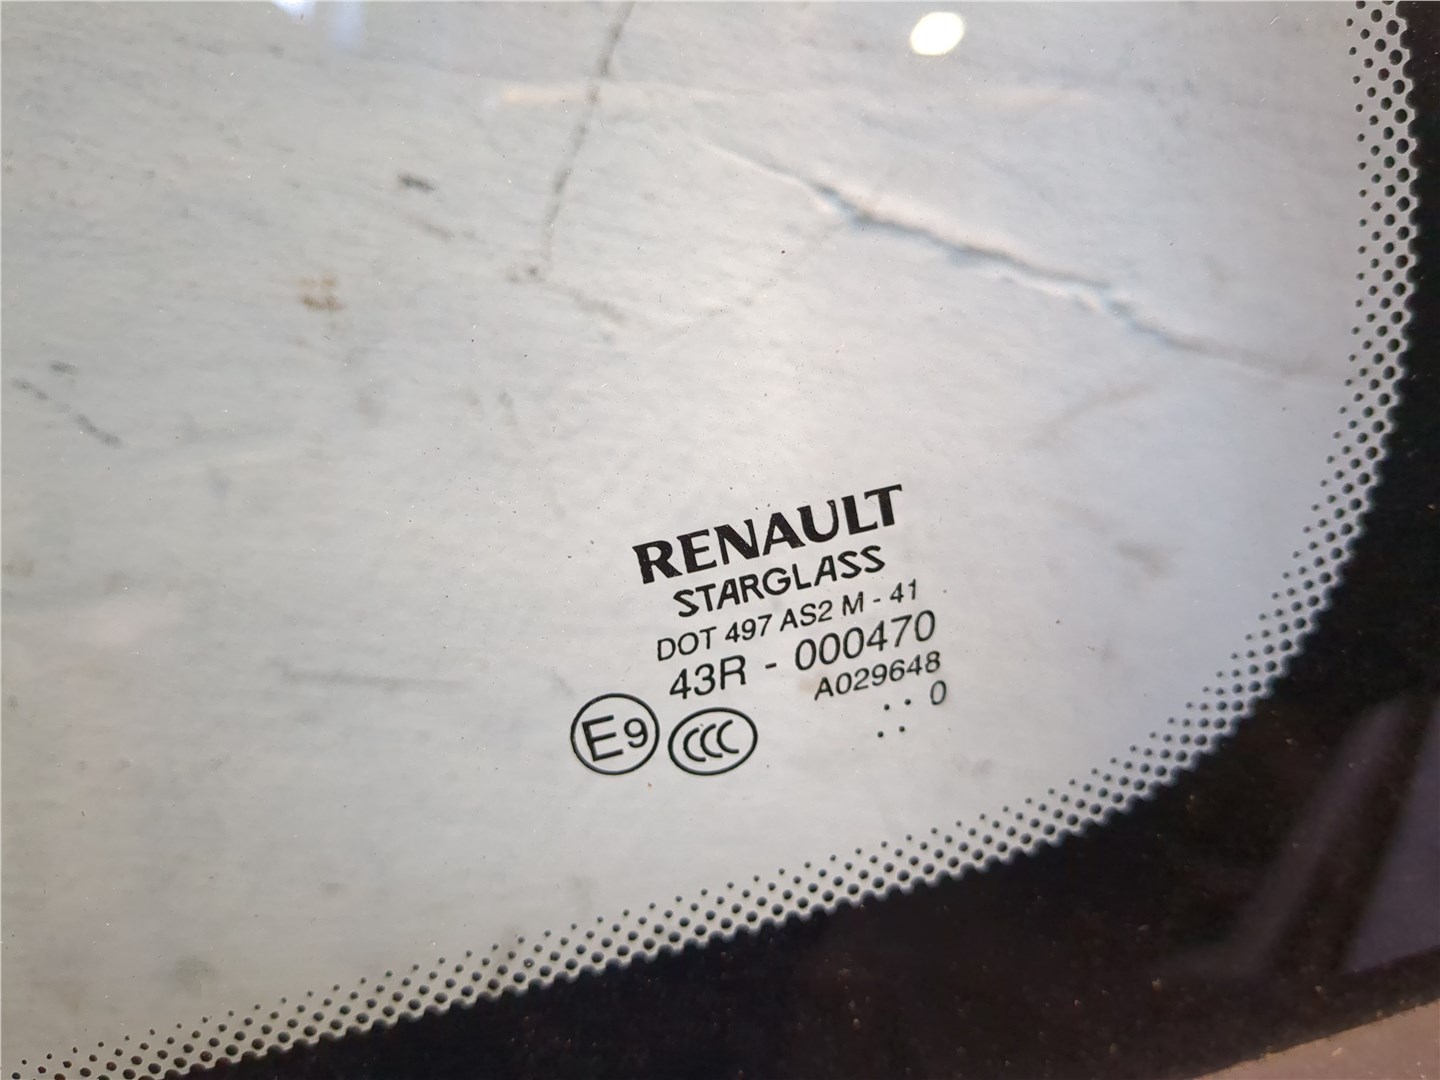 RENAULT
STARGLASS
DOT 497 AS2 M - 41
43R - 000470
A029648
.. 0
..
E9 CCC